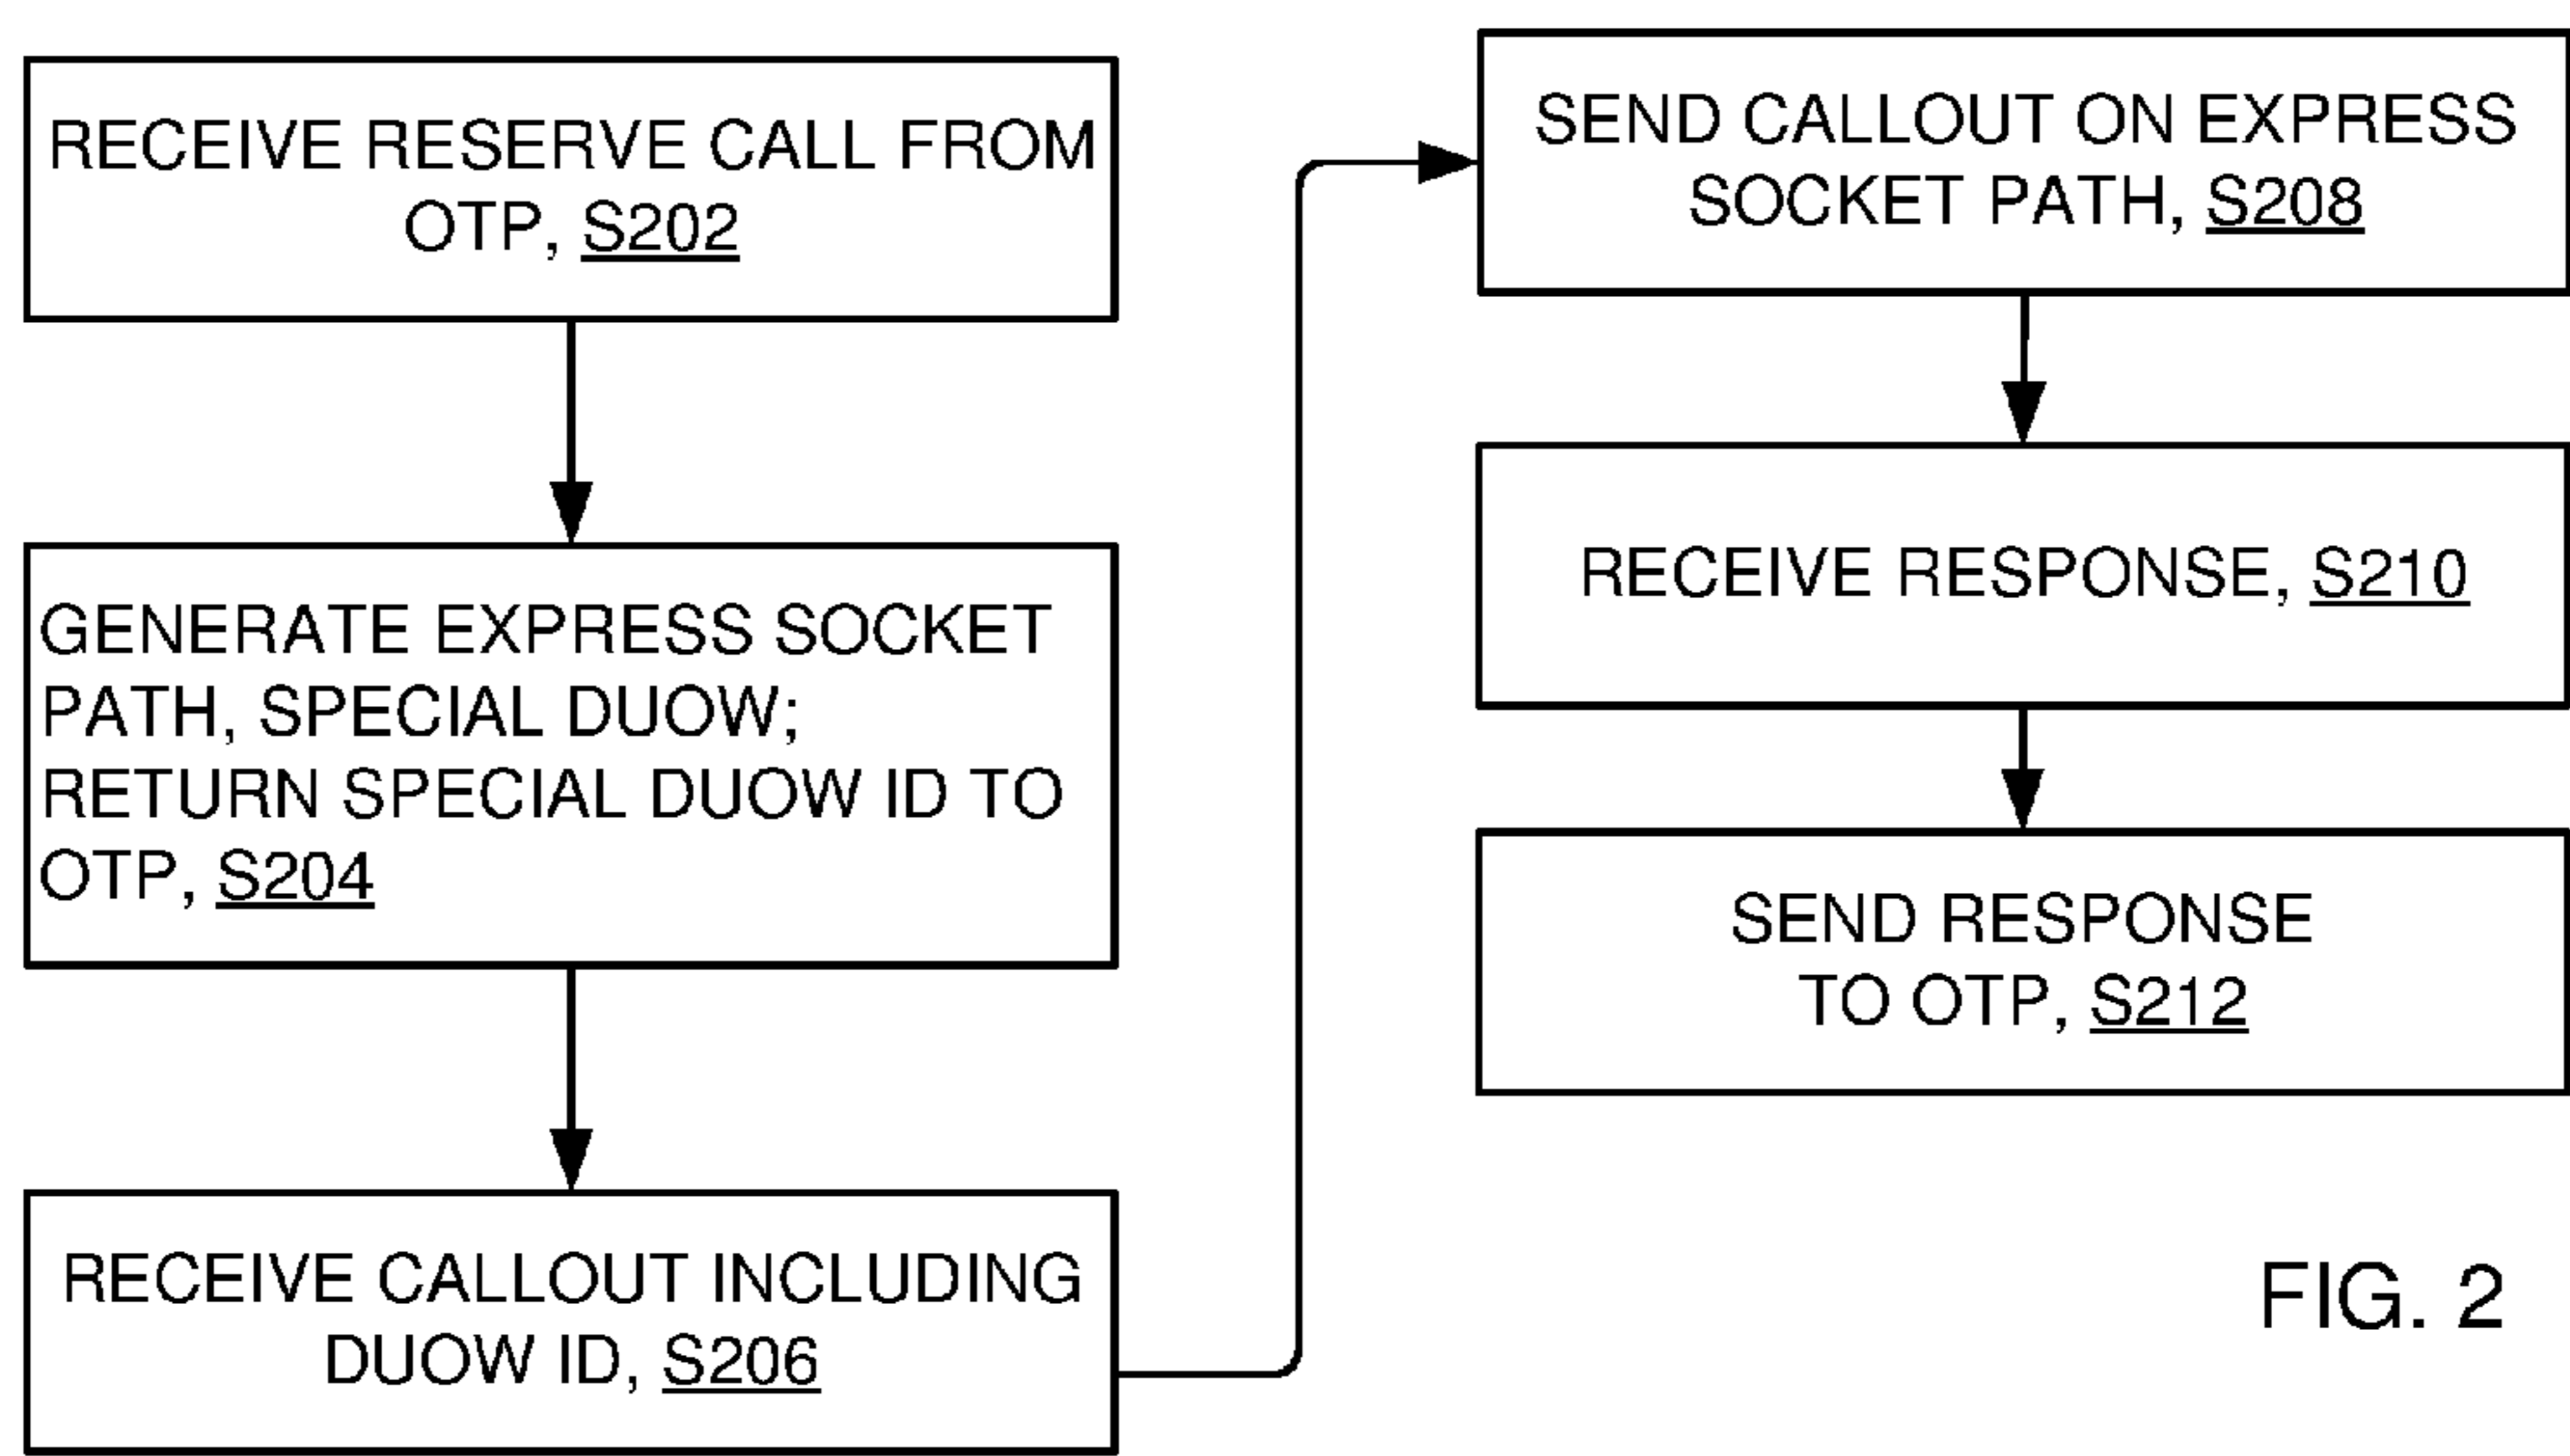 RECEIVE RESERVE CALL FROM
OTP, S202
GENERATE EXPRESS SOCKET
PATH, SPECIAL DUOW;
RETURN SPECIAL DUOW ID TO
OTP, S204
RECEIVE CALLOUT INCLUDING
DUOW ID, S206
SEND CALLOUT ON EXPRESS
SOCKET PATH, S208
RECEIVE RESPONSE, S210
SEND RESPONSE
TO OTP, S212
FIG. 2